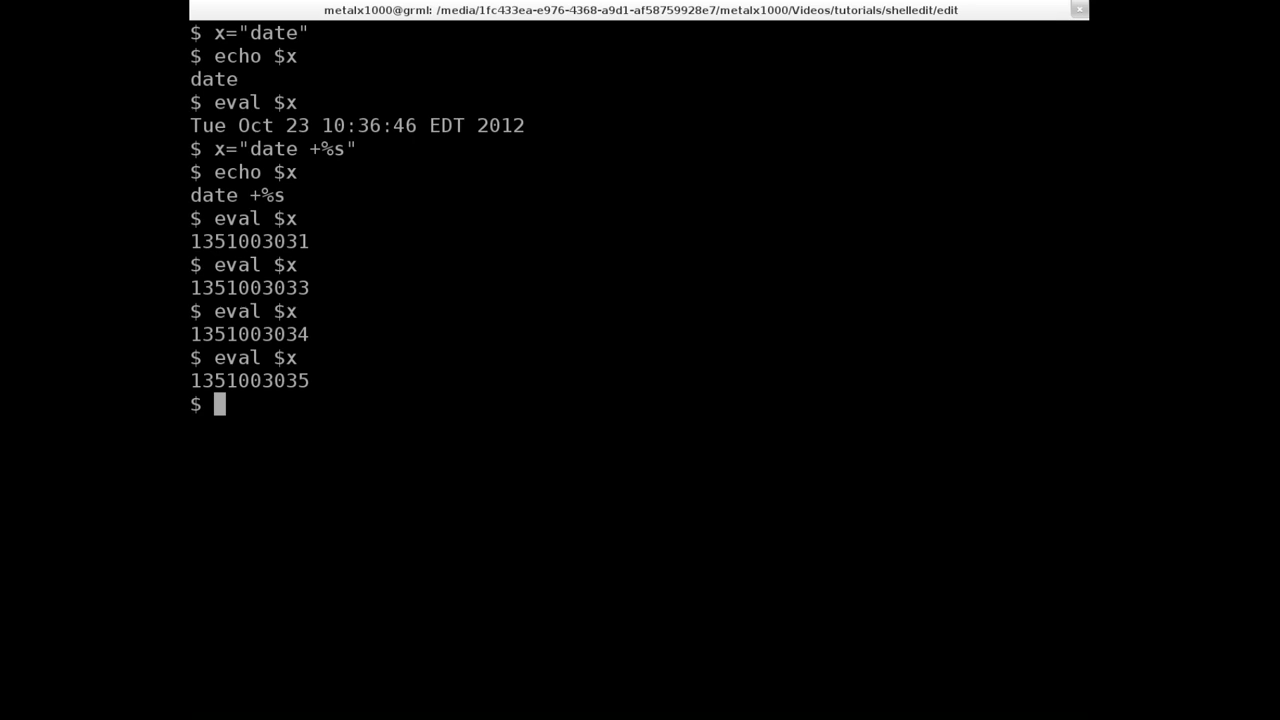 metalx1000@grml: /media/1fc433ea-e976-4368-a9d1-af58759928e7/metalx1000/Videos/tutorials/shelledit/edit
$ x="date"
$ echo $x
date
$ eval $x
Tue Oct 23 10:36:46 EDT 2012
$ x="date +%s"
$ echo $x
date +%s
$ eval $x
1351003031
$ eval $x
1351003033
$ eval $x
1351003034
$ eval $x
1351003035
$